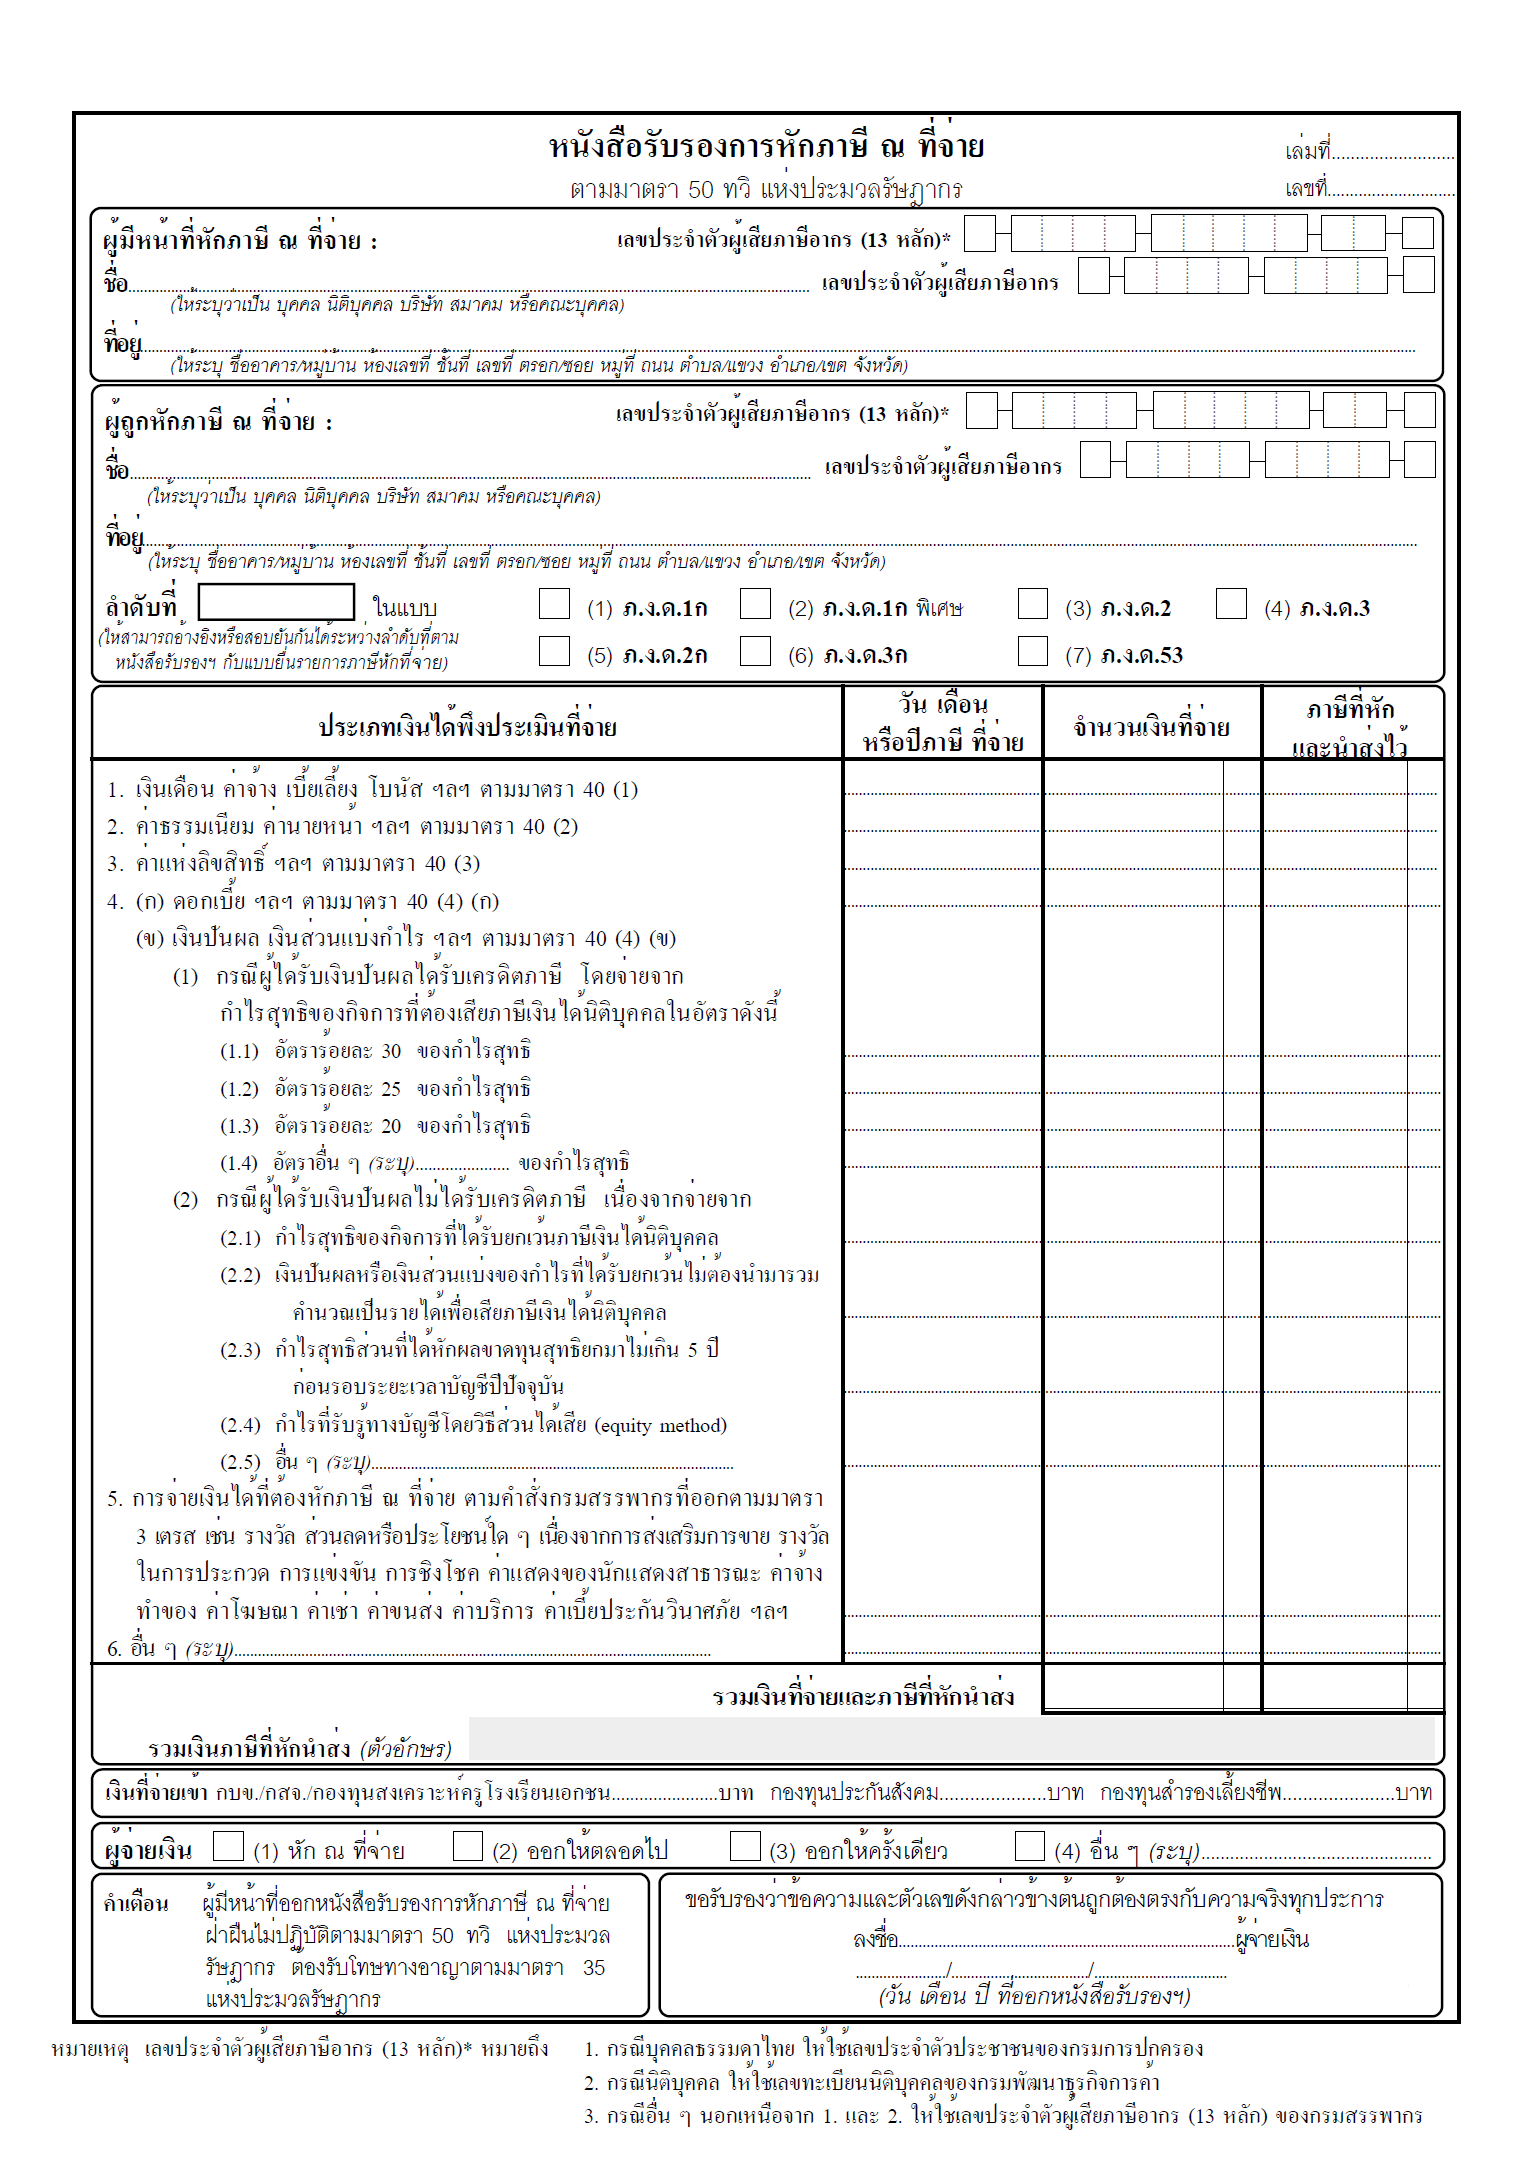 หนังสือรับรองการหักภาษี ณ ที่จ่าย
เล่มที่..........................
ตามมาตรา 50 ทวิ แห่งประมวลรัษฎากร
เลขที่...........................
ผู้มีหน้าที่หักภาษี ณ ที่จ่าย :
เลขประจำตัวผู้เสียภาษีอากร (13 หลัก)*
ชื่อ.......................................................... เลขประจำตัวผู้เสียภาษีอากร
(ให้ระบุว่าเป็น บุคคล นิติบุคคล บริษัท สมาคม หรือคณะบุคคล)
ที่อยู่..........................................................
(ให้ระบุ ชื่ออาคาร/หมู่บ้าน ห้องเลขที่ ชั้นที่ เลขที่ ตรอก/ซอย หมู่ที่ ถนน ตำบล/แขวง อำเภอ/เขต จังหวัด)
ผู้ถูกหักภาษี ณ ที่จ่าย :
เลขประจำตัวผู้เสียภาษีอากร (13 หลัก)*
ชื่อ.......................................................... เลขประจำตัวผู้เสียภาษีอากร
(ให้ระบุว่าเป็น บุคคล นิติบุคคล บริษัท สมาคม หรือคณะบุคคล)
ที่อยู่..........................................................
(ให้ระบุ ชื่ออาคาร/หมู่บ้าน ห้องเลขที่ ชั้นที่ เลขที่ ตรอก/ซอย หมู่ที่ ถนน ตำบล/แขวง อำเภอ/เขต จังหวัด)
ลำดับที่ ในแบบ (1) ภ.ง.ด.1ก (2) ภ.ง.ด.1ก พิเศษ (3) ภ.ง.ด.2 (4) ภ.ง.ด.3
(ให้สามารถอ้างอิงหรือสอบยันกันได้ระหว่างลำดับที่ตาม
หนังสือรับรองฯ กับแบบยื่นรายการภาษีหักที่จ่าย)
(5) ภ.ง.ด.2ก (6) ภ.ง.ด.3ก (7) ภ.ง.ด.53
ประเภทเงินได้พึงประเมินที่จ่าย
วัน เดือน
หรือปีภาษี ที่จ่าย
จำนวนเงินที่จ่าย
ภาษีที่หัก
และนำส่งไว้
1. เงินเดือน ค่าจ้าง เบี้ยเลี้ยง โบนัส ฯลฯ ตามมาตรา 40 (1)
2. ค่าธรรมเนียม ค่านายหน้า ฯลฯ ตามมาตรา 40 (2)
3. ค่าแห่งลิขสิทธิ์ ฯลฯ ตามมาตรา 40 (3)
4. (ก) ดอกเบี้ย ฯลฯ ตามมาตรา 40 (4) (ก)
(ข) เงินปันผล เงินส่วนแบ่งกำไร ฯลฯ ตามมาตรา 40 (4) (ข)
(1) กรณีผู้ได้รับเงินปันผลได้รับเครดิตภาษี โดยจ่ายจาก
กำไรสุทธิของกิจการที่ต้องเสียภาษีเงินได้นิติบุคคลในอัตราดังนี้
(1.1) อัตราร้อยละ 30 ของกำไรสุทธิ
(1.2) อัตราร้อยละ 25 ของกำไรสุทธิ
(1.3) อัตราร้อยละ 20 ของกำไรสุทธิ
(1.4) อัตราอื่น ๆ (ระบุ)...................... ของกำไรสุทธิ
(2) กรณีผู้ได้รับเงินปันผลไม่ได้รับเครดิตภาษี เนื่องจากจ่ายจาก
(2.1) กำไรสุทธิของกิจการที่ได้รับยกเว้นภาษีเงินได้นิติบุคคล
(2.2) เงินปันผลหรือเงินส่วนแบ่งของกำไรที่ได้รับยกเว้นไม่ต้องนำมารวม
คำนวณเป็นรายได้เพื่อเสียภาษีเงินได้นิติบุคคล
(2.3) กำไรสุทธิส่วนที่ได้หักผลขาดทุนสุทธิยกมาไม่เกิน 5 ปี
ก่อนรอบระยะเวลาบัญชีปีปัจจุบัน
(2.4) กำไรที่รับรู้ทางบัญชีโดยวิธีส่วนได้เสีย (equity method)
(2.5) อื่น ๆ (ระบุ)..........................................................
5. การจ่ายเงินได้ที่ต้องหักภาษี ณ ที่จ่าย ตามคำสั่งกรมสรรพากรที่ออกตามมาตรา
3 เตรส เช่น รางวัล ส่วนลดหรือประโยชน์ใด ๆ เนื่องจากการส่งเสริมการขาย รางวัล
ในการประกวด การแข่งขัน การชิงโชค ค่าแสดงของนักแสดงสาธารณะ ค่าจ้าง
ทำของ ค่าโฆษณา ค่าเช่า ค่าขนส่ง ค่าบริการ ค่าเบี้ยประกันวินาศภัย ฯลฯ
6. อื่น ๆ (ระบุ)..........................................................
รวมเงินที่จ่ายและภาษีที่หักนำส่ง
รวมเงินภาษีที่หักนำส่ง (ตัวอักษร)
เงินที่จ่ายเข้า กบข./กสจ./กองทุนสงเคราะห์ครูโรงเรียนเอกชน.......................บาท กองทุนประกันสังคม.....................บาท กองทุนสำรองเลี้ยงชีพ......................บาท
ผู้จ่ายเงิน (1) หัก ณ ที่จ่าย (2) ออกให้ตลอดไป (3) ออกให้ครั้งเดียว (4) อื่น ๆ (ระบุ).......................................
คำเตือน ผู้มีหน้าที่ออกหนังสือรับรองการหักภาษี ณ ที่จ่าย
ฝ่าฝืนไม่ปฏิบัติตามมาตรา 50 ทวิ แห่งประมวล
รัษฎากร ต้องรับโทษทางอาญาตามมาตรา 35
แห่งประมวลรัษฎากร
ขอรับรองว่าข้อความและตัวเลขดังกล่าวข้างต้นถูกต้องตรงกับความจริงทุกประการ
ลงชื่อ..........................................................ผู้จ่ายเงิน
......................./.................................../..................................
(วัน เดือน ปี ที่ออกหนังสือรับรองฯ)
หมายเหตุ เลขประจำตัวผู้เสียภาษีอากร (13 หลัก)* หมายถึง 1. กรณีบุคคลธรรมดาไทย ให้ใช้เลขประจำตัวประชาชนของกรมการปกครอง
2. กรณีนิติบุคคล ให้ใช้เลขทะเบียนนิติบุคคลของกรมพัฒนาธุรกิจการค้า
3. กรณีอื่น ๆ นอกเหนือจาก 1. และ 2. ให้ใช้เลขประจำตัวผู้เสียภาษีอากร (13 หลัก) ของกรมสรรพากร